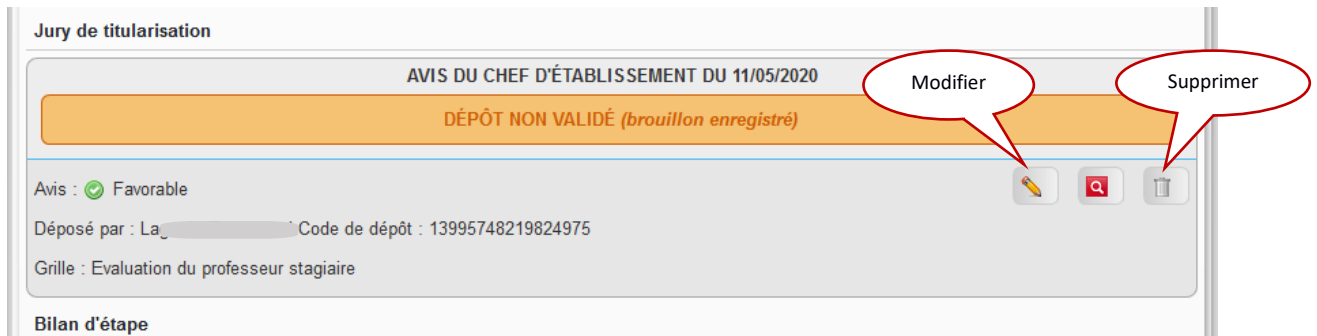 Jury de titularisation
AVIS DU CHEF D'ÉTABLISSEMENT DU 11/05/2020
Modifier
Supprimer
DÉPÔT NON VALIDÉ (brouillon enregistré)
Avis : Favorable
Déposé par : Lag Code de dépôt : 13995748219824975
Grille : Evaluation du professeur stagiaire
Bilan d'étape